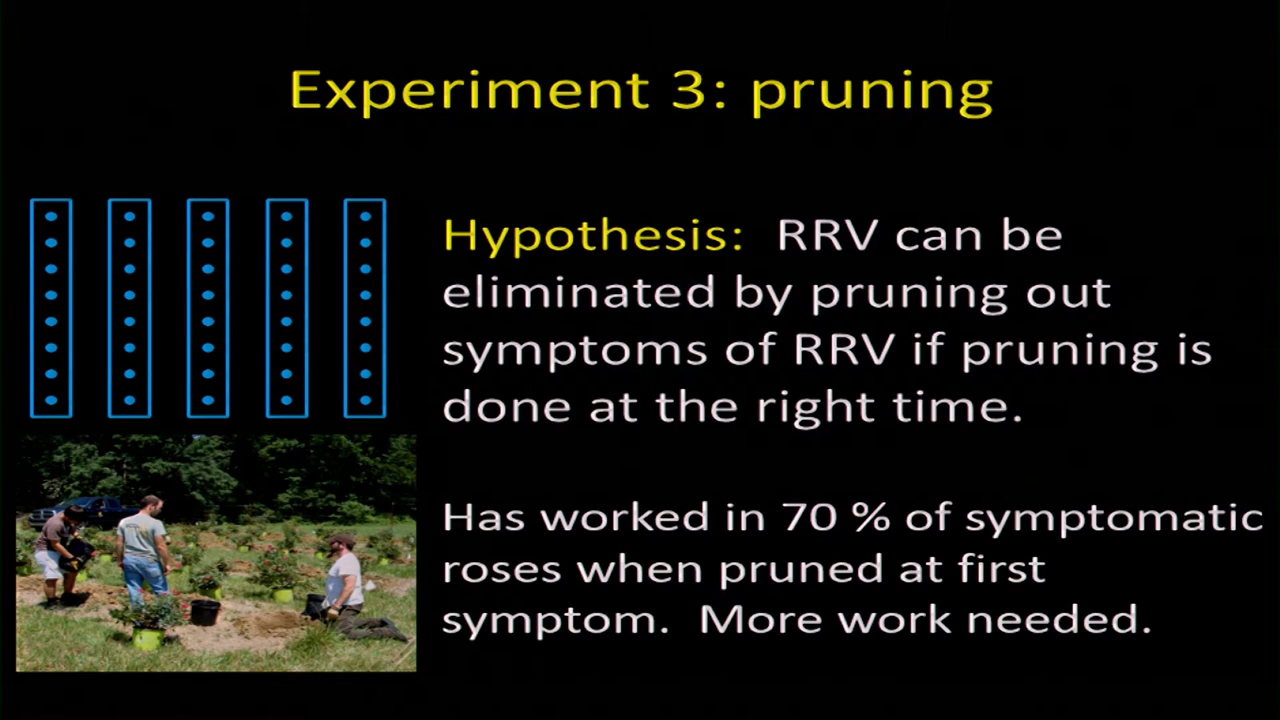 Experiment 3: pruning
Hypothesis: RRV can be
eliminated by pruning out
symptoms of RRV if pruning is
done at the right time.
Has worked in 70 % of symptomatic
roses when pruned at first
symptom. More work needed.